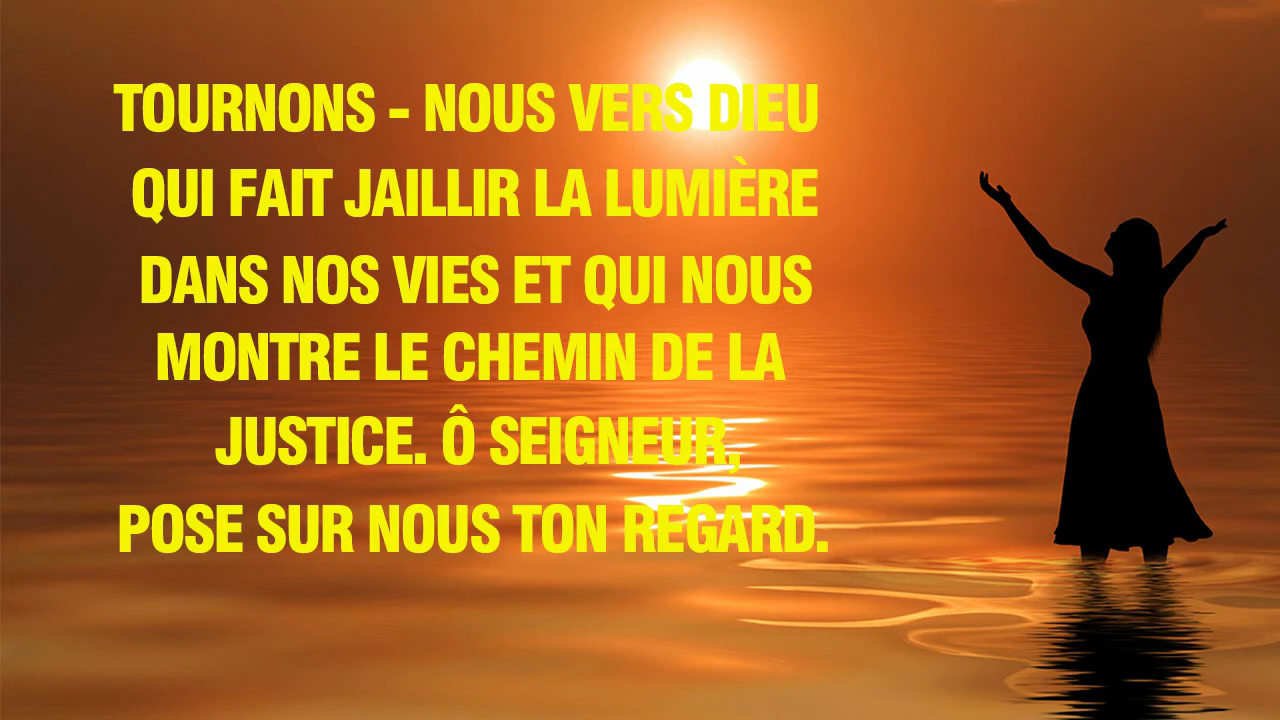 TOURNONS - NOUS VERS DIEU
QUI FAIT JAILLIR LA LUMIÈRE
DANS NOS VIES ET QUI NOUS
MONTRE LE CHEMIN DE LA
JUSTICE. Ô SEIGNEUR,
POSE SUR NOUS TON REGARD.